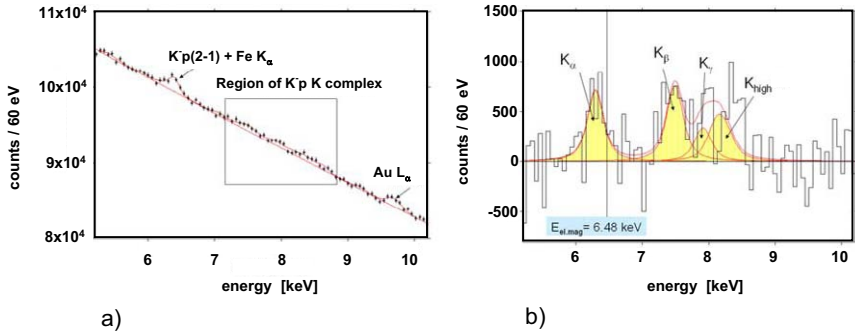 11x10⁴
10x10⁴
9x10⁴
8x10⁴
counts / 60 eV
K⁻p(2-1) + Fe Kα
Region of K⁻p K complex
Au Lα
6
7
8
9
10
energy [keV]
a)
1500
1000
500
0
-500
counts / 60 eV
Kα
Kβ
Kγ
Khigh
Eel.mag= 6.48 keV
6
7
8
9
10
energy [keV]
b)